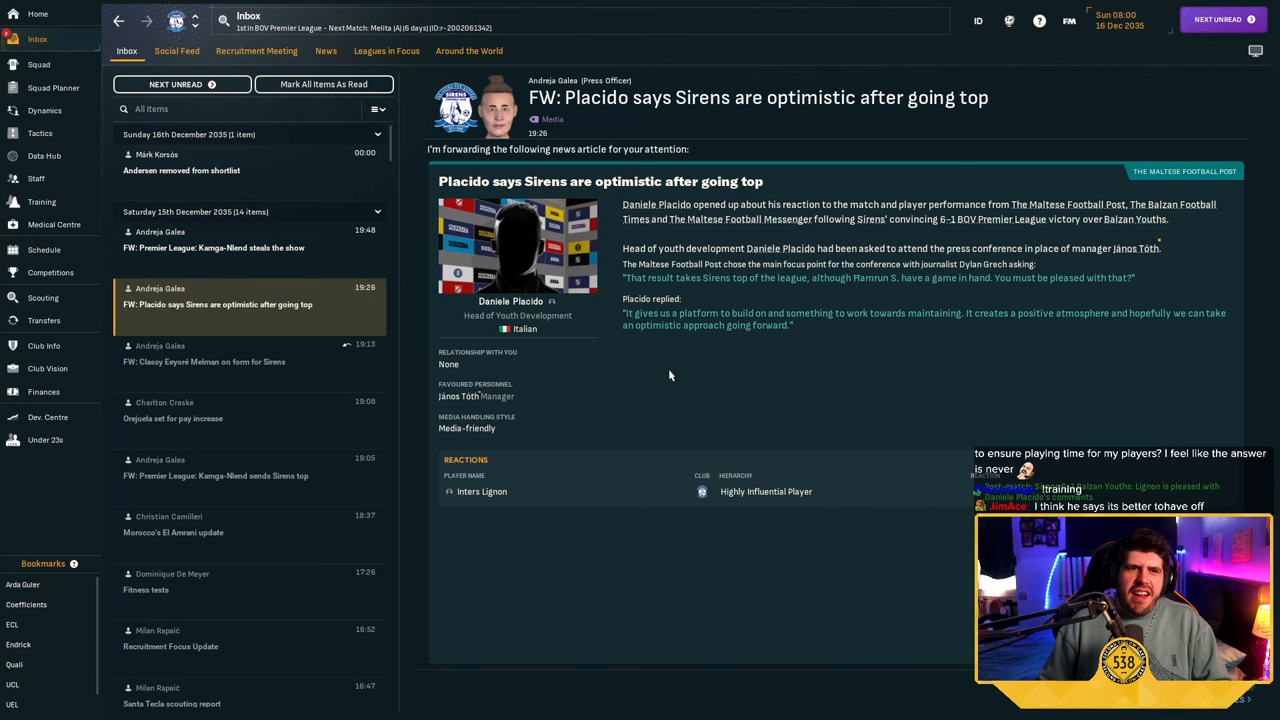 Home
2
Inbox
Squad
Squad Planner
Dynamics
Tactics
Data Hub
Staff
Training
Medical Centre
Schedule
Competitions
Scouting
Transfers
Club Info
Club Vision
Finances
Dev. Centre
Under 23s
Bookmarks ?
Arda Guler
Coefficients
ECL
Endrick
Quali
UCL
UEL
Inbox
1st in BOV Premier League - Next Match: Melita (A) (6 days) (ID:r-2002061342)
ID
FM
Sun 08:00
16 Dec 2035
NEXT UNREAD
Inbox Social Feed Recruitment Meeting News Leagues in Focus Around the World
NEXT UNREAD
Mark All Items As Read
All Items
Sunday 16th December 2035 (1 item)
Márk Korsós 00:00
Andersen removed from shortlist
Saturday 15th December 2035 (14 items)
Andreja Galea 19:48
FW: Premier League: Kamga-Nlend steals the show
Andreja Galea 19:26
FW: Placido says Sirens are optimistic after going top
Andreja Galea 19:13
FW: Classy Eeyoré Melman on form for Sirens
Charlton Craske 19:08
Orejuela set for pay increase
Andreja Galea 19:05
FW: Premier League: Kamga-Nlend sends Sirens top
Christian Camilleri 18:37
Morocco's El Amrani update
Dominique De Meyer 17:26
Fitness tests
Milan Rapaić 16:52
Recruitment Focus Update
Milan Rapaić 16:47
Santa Tecla scouting report
SIRENS
Andreja Galea (Press Officer)
FW: Placido says Sirens are optimistic after going top
Media
19:26
I'm forwarding the following news article for your attention:
THE MALTESE FOOTBALL POST
Placido says Sirens are optimistic after going top
Daniele Placido
Head of Youth Development
Italian
RELATIONSHIP WITH YOU
None
FAVOURED PERSONNEL
János Tóth Manager
MEDIA HANDLING STYLE
Media-friendly
Daniele Placido opened up about his reaction to the match and player performance from The Maltese Football Post, The Balzan Football
Times and The Maltese Football Messenger following Sirens' convincing 6-1 BOV Premier League victory over Balzan Youths.
Head of youth development Daniele Placido had been asked to attend the press conference in place of manager János Tóth.
The Maltese Football Post chose the main focus point for the conference with journalist Dylan Grech asking:
"That result takes Sirens top of the league, although Ħamrun S. have a game in hand. You must be pleased with that?"
Placido replied:
"It gives us a platform to build on and something to work towards maintaining. It creates a positive atmosphere and hopefully we can take
an optimistic approach going forward."
REACTIONS
PLAYER NAME CLUB HIERARCHY REACTION
Inters Lignon Highly Influential Player
Lignon is pleased with
Daniele Placido's comments
to ensure playing time for my players? I feel like the answer
is never
!training
JimAce: I think he says its better tohave off
538